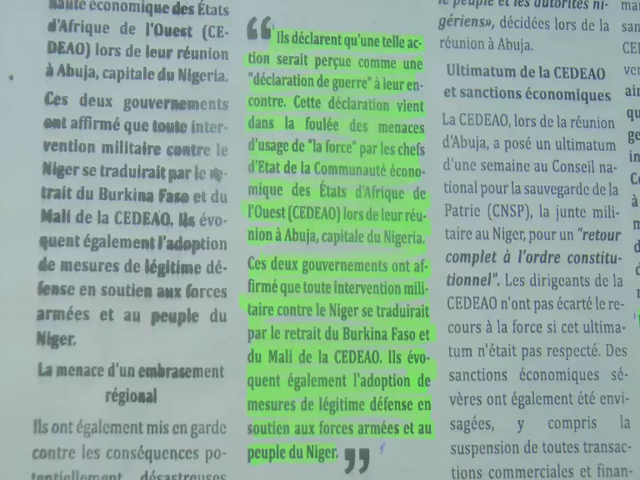 haute économique des États
d'Afrique de l'Ouest (CE-
DEAO) lors de leur réunion
à Abuja, capitale du Nigeria.
Ces deux gouvernements
ont affirmé que toute inter-
vention militaire contre le
Niger se traduirait par le re-
trait du Burkina Faso et du
Mali de la CEDEAO. Ils évo-
quent également l'adoption
de mesures de légitime dé-
fense en soutien aux forces
armées et au peuple du
Niger.
La menace d'un embrasement
régional
Ils ont également mis en garde
contre les conséquences po-
tentiellement désastreuses
“ Ils déclarent qu'une telle ac-
tion serait perçue comme une
"déclaration de guerre" à leur en-
contre. Cette déclaration vient
dans la foulée des menaces
d'usage de "la force" par les chefs
d'Etat de la Communauté écono-
mique des États d'Afrique de
l'Ouest (CEDEAO) lors de leur réu-
nion à Abuja, capitale du Nigeria.
Ces deux gouvernements ont af-
firmé que toute intervention mili-
taire contre le Niger se traduirait
par le retrait du Burkina Faso et
du Mali de la CEDEAO. Ils évo-
quent également l'adoption de
mesures de légitime défense en
soutien aux forces armées et au
peuple du Niger. ”
le peuple et les autorités ni-
gériens», décidées lors de la
réunion à Abuja.
Ultimatum de la CEDEAO
et sanctions économiques
La CEDEAO, lors de la réunion
d'Abuja, a posé un ultimatum
d'une semaine au Conseil na-
tional pour la sauvegarde de la
Patrie (CNSP), la junte mili-
taire au Niger, pour un "retour
complet à l'ordre constitu-
tionnel". Les dirigeants de la
CEDEAO n'ont pas écarté le re-
cours à la force si cet ultima-
tum n'était pas respecté. Des
sanctions économiques sé-
vères ont également été envi-
sagées, y compris la
suspension de toutes transac-
tions commerciales et finan-